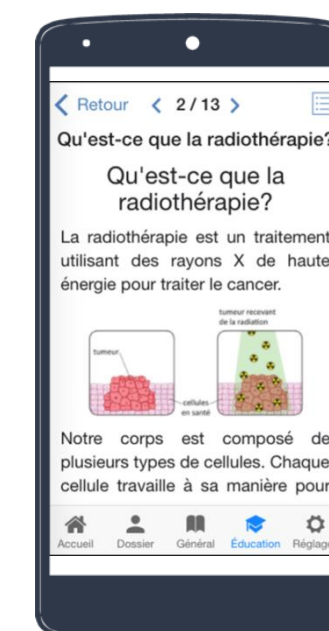 Retour 2 / 13
Qu'est-ce que la radiothérapie?
Qu'est-ce que la
radiothérapie?
La radiothérapie est un traitement
utilisant des rayons X de haute
énergie pour traiter le cancer.
tumeur recevant
de la radiation
tumeur
cellules
en santé
Notre corps est composé de
plusieurs types de cellules. Chaque
cellule travaille à sa manière pour
Accueil Dossier Général Éducation Réglage